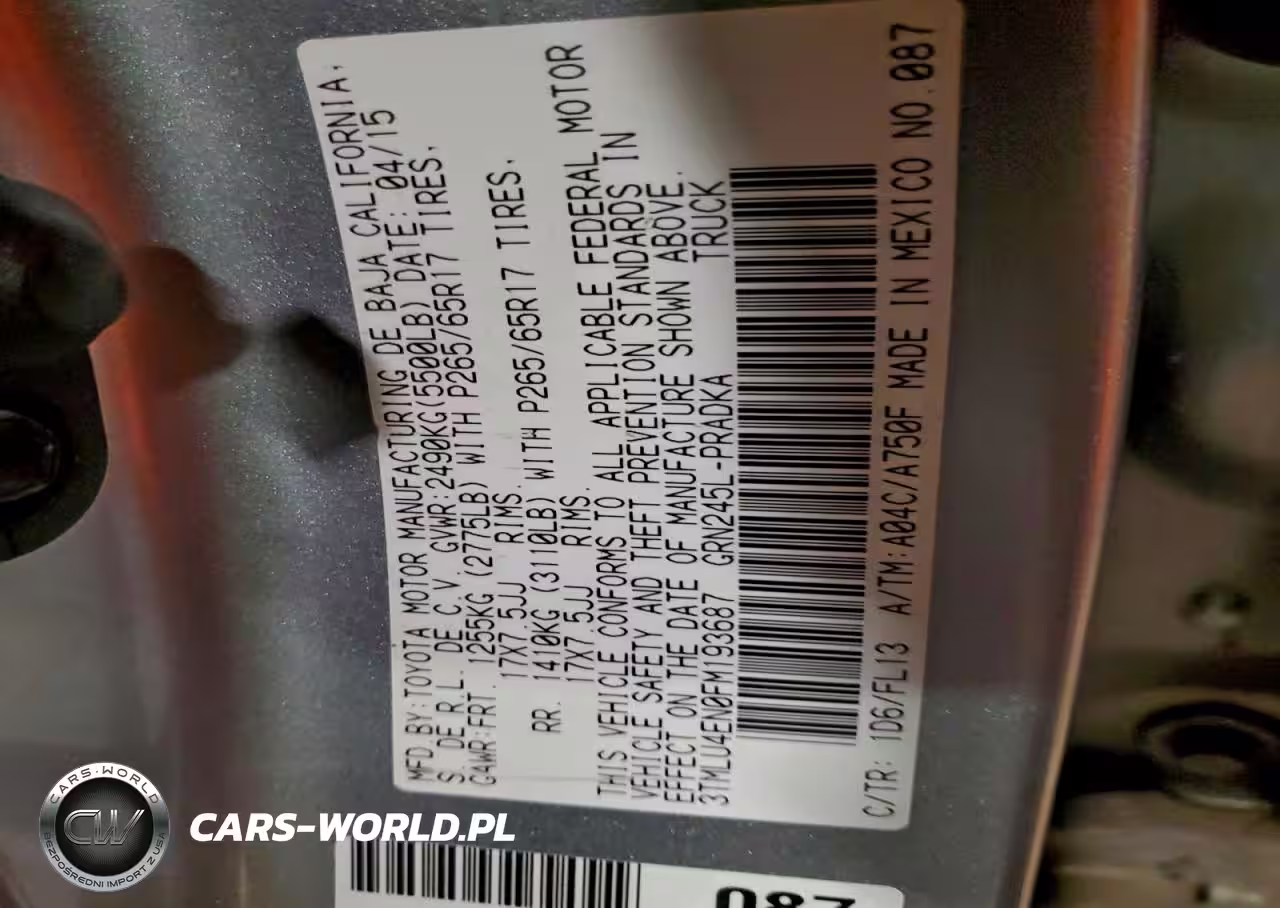 MFD.BY:TOYOTA MOTOR MANUFACTURING DE BAJA CALIFORNIA,
S. DE R.L. DE C.V. GVWR:2490KG(5500LB) DATE: 04/15
GAWR:FRT. 1255KG (2775LB) WITH P265/65R17 TIRES,
17X7.5JJ RIMS.
RR. 1410KG (3110LB) WITH P265/65R17 TIRES,
17X7.5JJ RIMS.
THIS VEHICLE CONFORMS TO ALL APPLICABLE FEDERAL MOTOR
VEHICLE SAFETY AND THEFT PREVENTION STANDARDS IN
EFFECT ON THE DATE OF MANUFACTURE SHOWN ABOVE.
3TMLU4EN0FM193687 GRN245L-PRADKA TRUCK
C/TR: 1D6/FL13 A/TM:A04C/A750F MADE IN MEXICO NO.087
087
CARS-WORLD
CW
BEZPOŚREDNI IMPORT Z USA
CARS-WORLD.PL